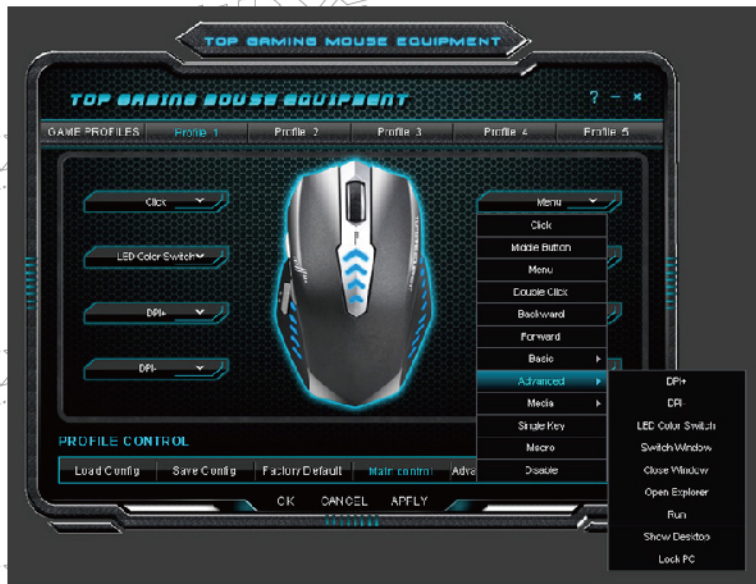 TOP GAMING MOUSE EQUIPMENT
TOP GAMING MOUSE EQUIPMENT
? - ×
GAME PROFILES Profile 1 Profile 2 Profile 3 Profile 4 Profile 5
Click
LED Color Switch
DPI+
DPI-
Menu
Click
Middle Button
Menu
Double Click
Backward
Forward
Basic
Advanced
Media
Single Key
Macro
Disable
DPI+
DPI-
LED Color Switch
Switch Window
Close Window
Open Explorer
Run
Show Desktop
Lock PC
PROFILE CONTROL
Load Config Save Config Factory Default Main control Adva
OK CANCEL APPLY